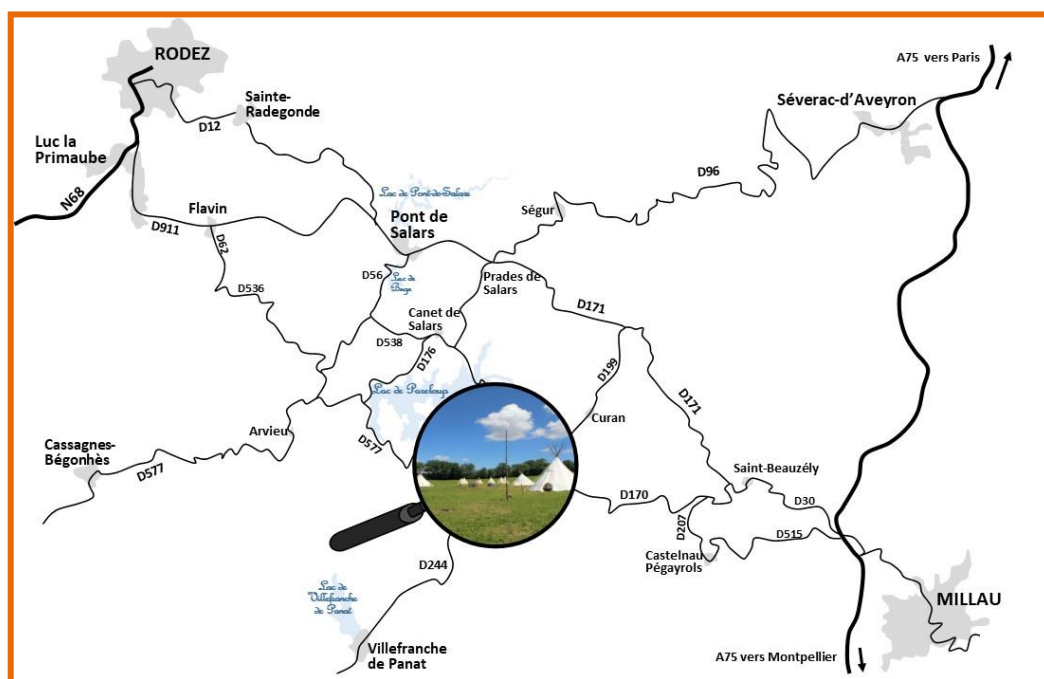 RODEZ
A75 vers Paris
Sainte-
Radegonde
Séverac-d'Aveyron
D12
Luc la
Primaube
N68
D96
Lac de Pont-de-Salars
Ségur
Flavin
Pont de
Salars
D911
D62
D56
Lac de
Bage
Prades de
Salars
D536
D171
Canet de
Salars
D538
D176
D199
Lac de Pareloup
D171
Curan
Arvieu
Cassagnes-
Bégonhès
D577
D577
Saint-Beauzély
D170
D30
D207
D515
Castelnau
Pégayrols
D244
Lac de
Villefranche
de Panat
MILLAU
Villefranche
de Panat
A75 vers Montpellier